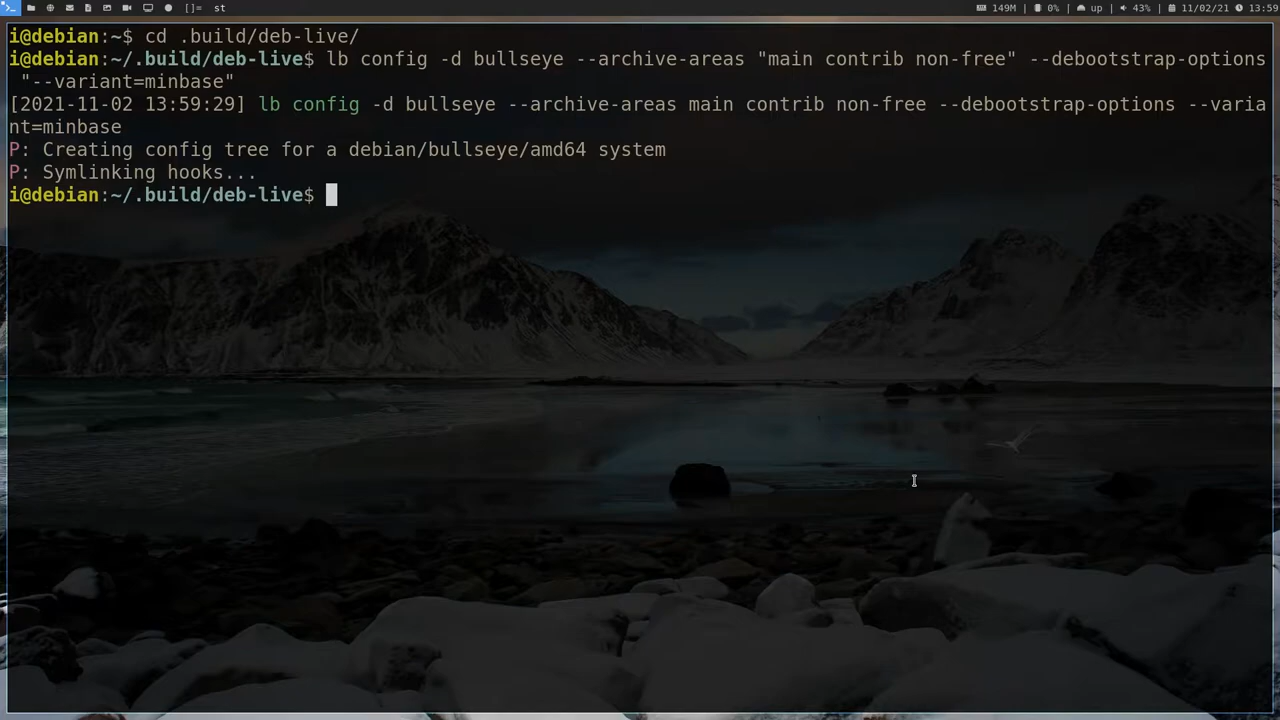 []= st 149M | 0% | up | 43% | 11/02/21 13:59
i@debian:~$ cd .build/deb-live/
i@debian:~/.build/deb-live$ lb config -d bullseye --archive-areas "main contrib non-free" --debootstrap-options
"--variant=minbase"
[2021-11-02 13:59:29] lb config -d bullseye --archive-areas main contrib non-free --debootstrap-options --varia
nt=minbase
P: Creating config tree for a debian/bullseye/amd64 system
P: Symlinking hooks...
i@debian:~/.build/deb-live$